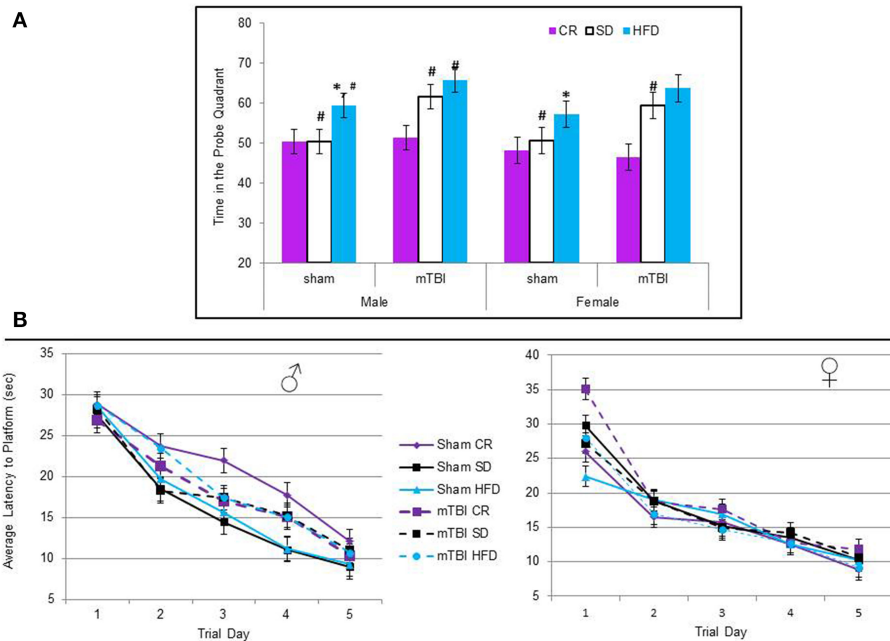 A
CR SD HFD
Time in the Probe Quadrant
80
70
60
50
40
30
20
*, #
#
#
#
#
*
#
sham mTBI sham mTBI
Male Female
B
Average Latency to Platform (sec)
35
30
25
20
15
10
5
1 2 3 4 5
Trial Day
♂
Sham CR
Sham SD
Sham HFD
mTBI CR
mTBI SD
mTBI HFD
40
35
30
25
20
15
10
5
1 2 3 4 5
Trial Day
♀